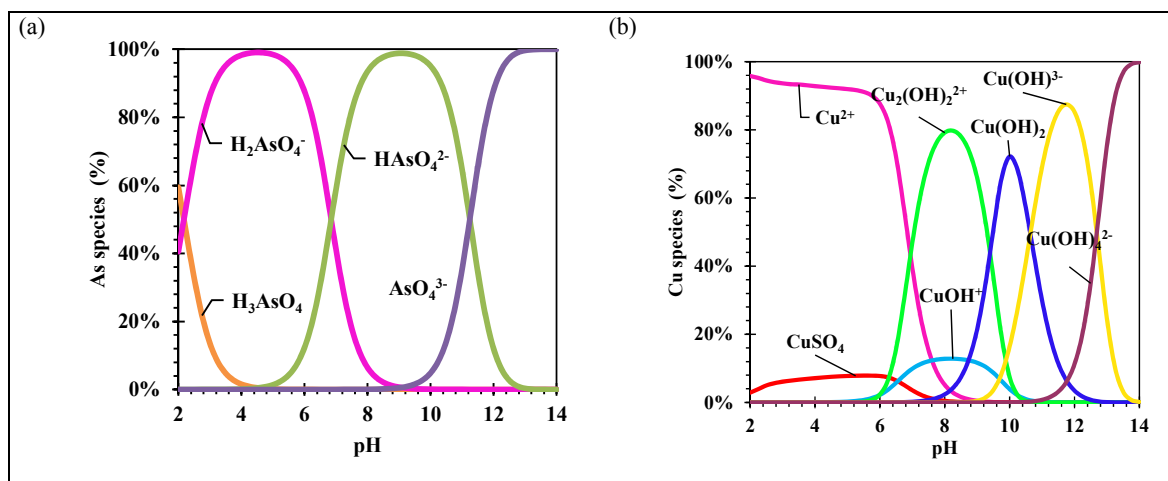 (a)
100%
80%
60%
40%
20%
0%
As species (%)
H₂AsO₄⁻
HAsO₄²⁻
H₃AsO₄
AsO₄³⁻
2 4 6 8 10 12 14
pH
(b)
100%
80%
60%
40%
20%
0%
Cu species (%)
Cu²⁺
Cu₂(OH)₂²⁺
Cu(OH)³⁻
Cu(OH)₂
Cu(OH)₄²⁻
CuOH⁺
CuSO₄
2 4 6 8 10 12 14
pH